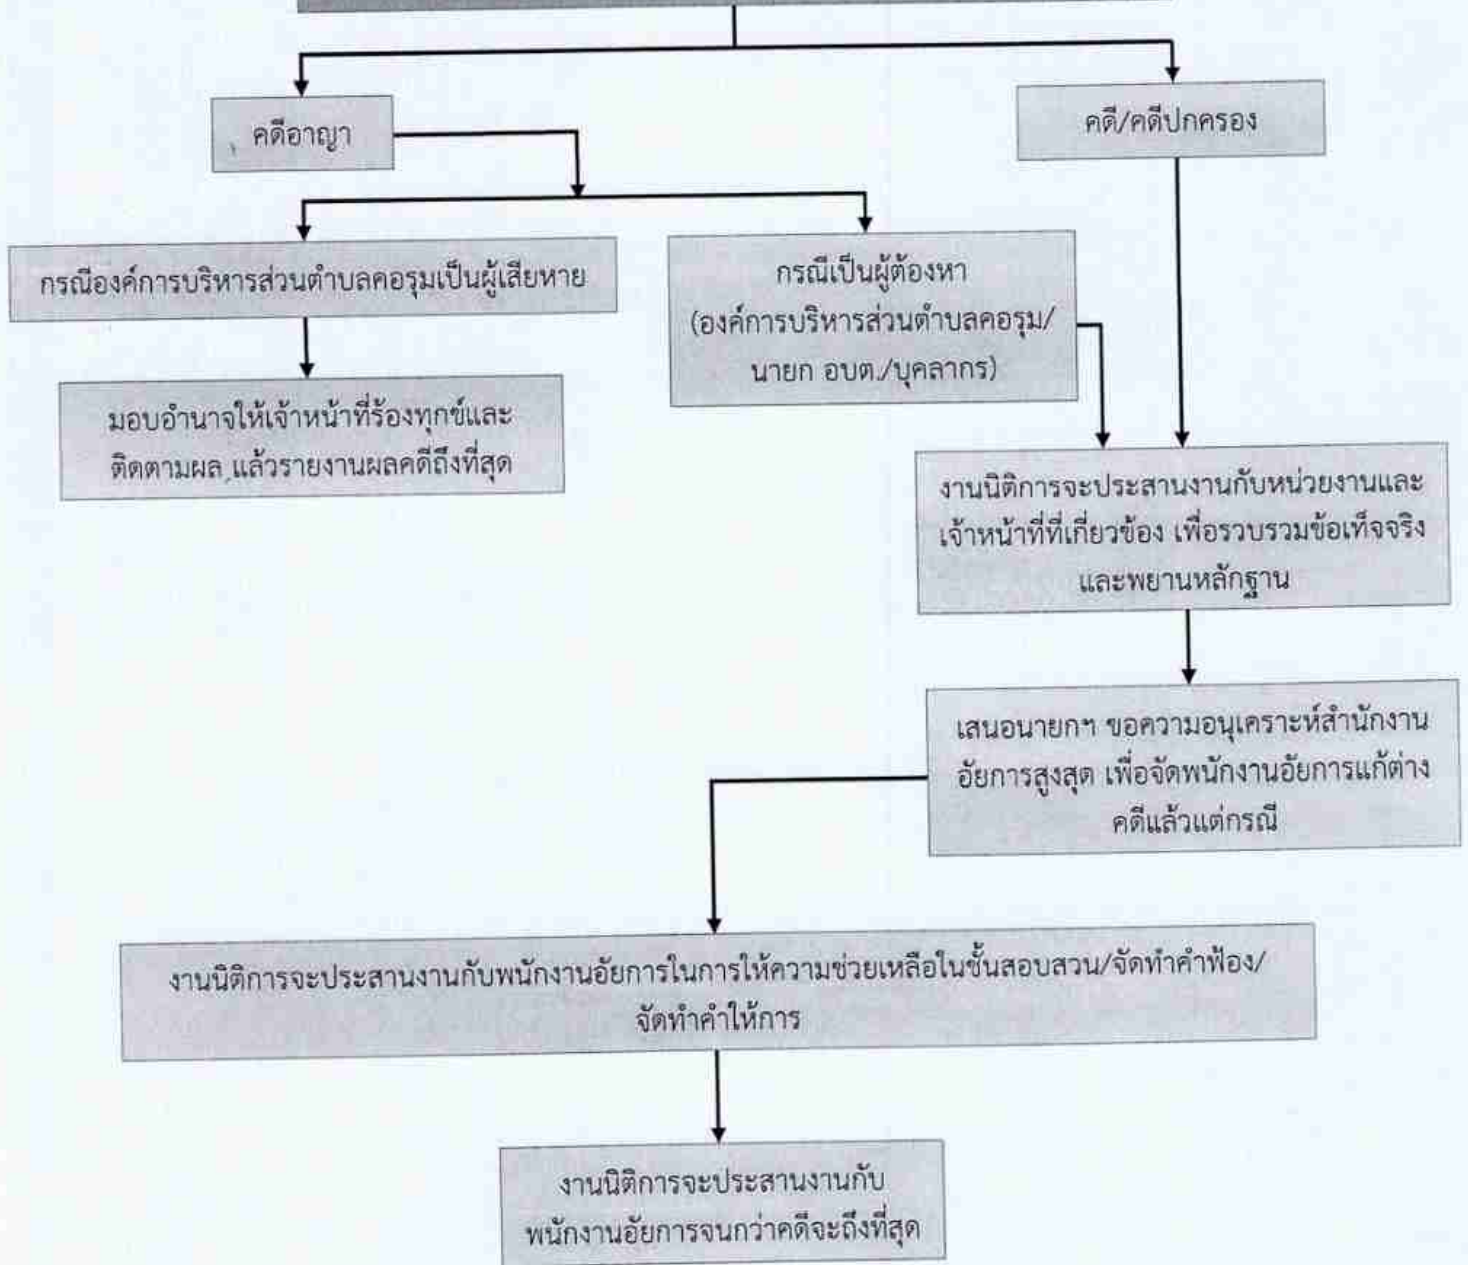 คดีอาญา
คดี/คดีปกครอง
กรณีองค์การบริหารส่วนตำบลคอรุมเป็นผู้เสียหาย
กรณีเป็นผู้ต้องหา
(องค์การบริหารส่วนตำบลคอรุม/
นายก อบต./บุคลากร)
มอบอำนาจให้เจ้าหน้าที่ร้องทุกข์และ
ติดตามผล แล้วรายงานผลคดีถึงที่สุด
งานนิติการจะประสานงานกับหน่วยงานและ
เจ้าหน้าที่ที่เกี่ยวข้อง เพื่อรวบรวมข้อเท็จจริง
และพยานหลักฐาน
เสนอนายกฯ ขอความอนุเคราะห์สำนักงาน
อัยการสูงสุด เพื่อจัดพนักงานอัยการแก้ต่าง
คดีแล้วแต่กรณี
งานนิติการจะประสานงานกับพนักงานอัยการในการให้ความช่วยเหลือในชั้นสอบสวน/จัดทำคำฟ้อง/
จัดทำคำให้การ
งานนิติการจะประสานงานกับ
พนักงานอัยการจนกว่าคดีจะถึงที่สุด